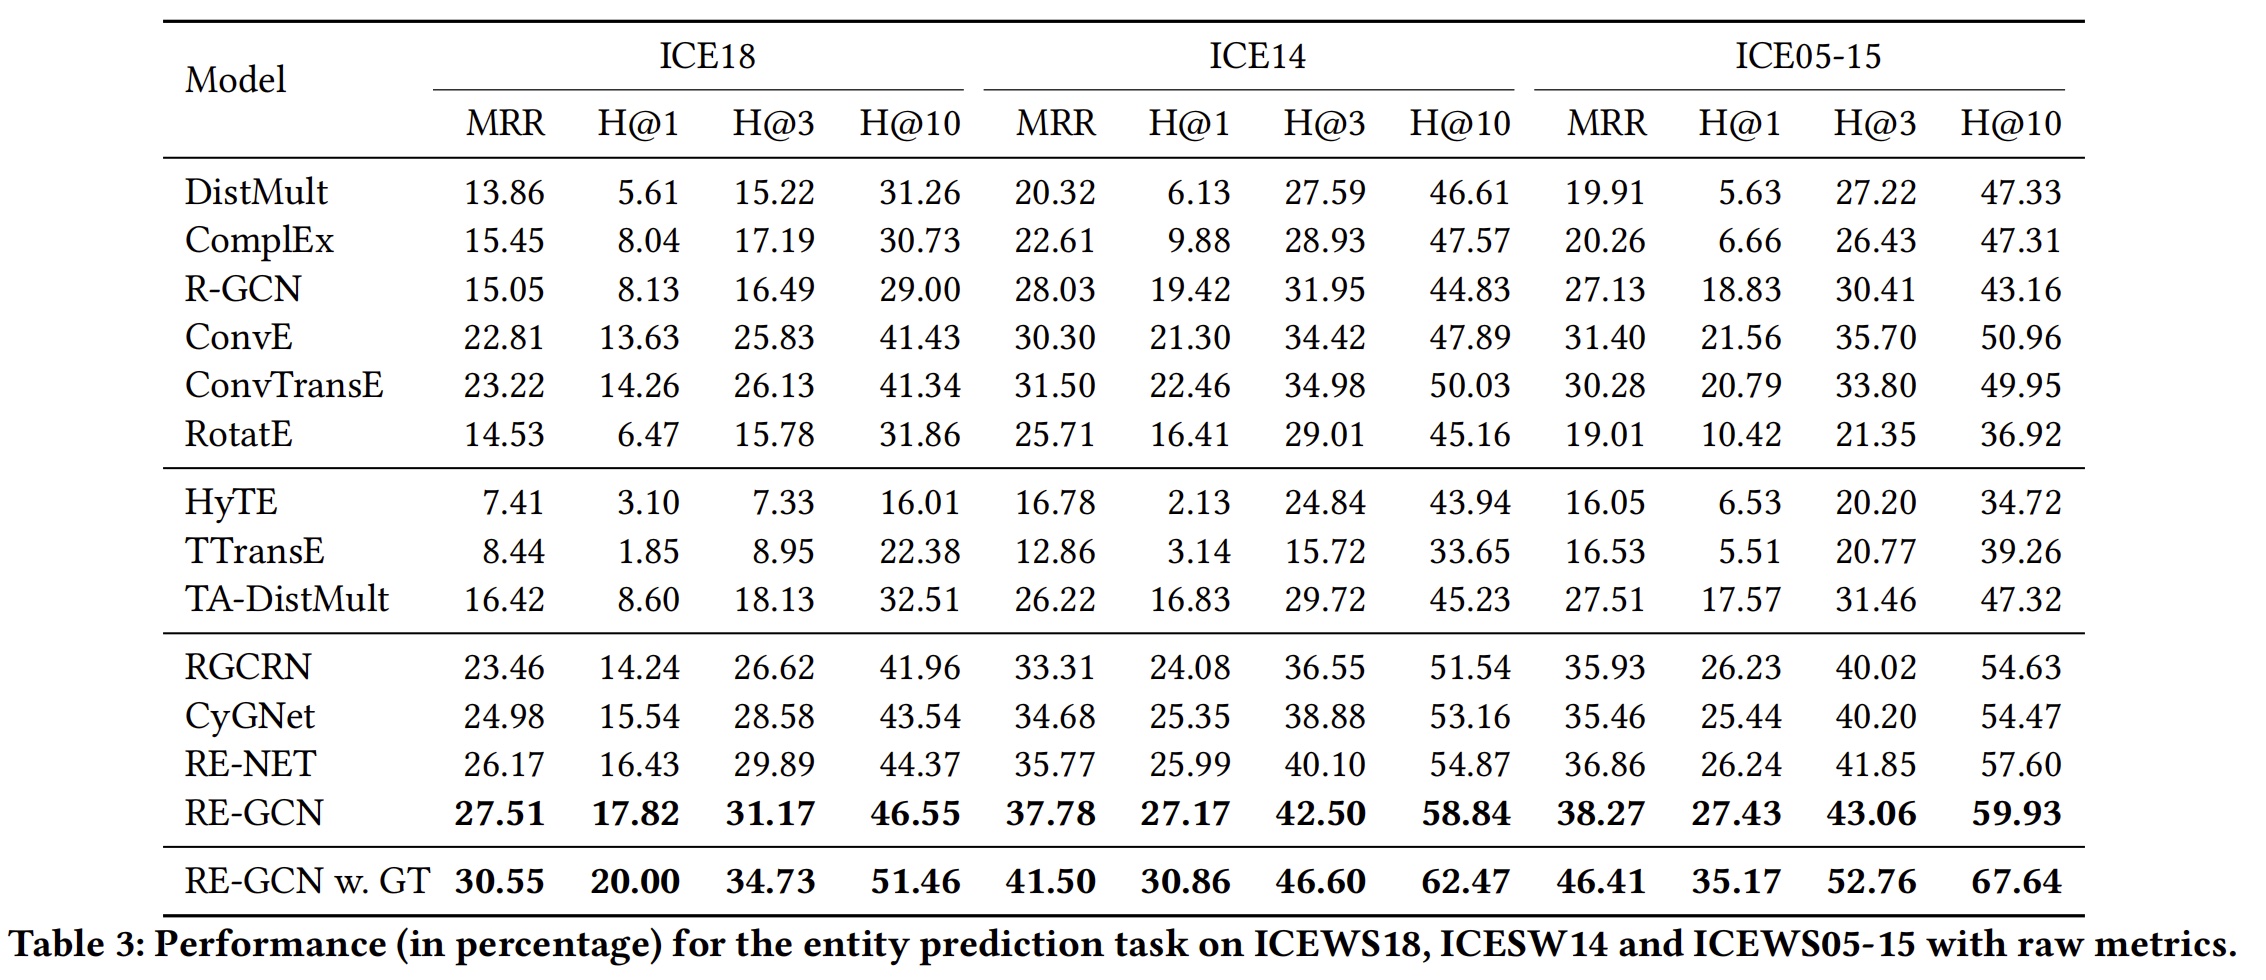 ICE18 ICE14 ICE05-15
Model
MRR H@1 H@3 H@10 MRR H@1 H@3 H@10 MRR H@1 H@3 H@10
DistMult 13.86 5.61 15.22 31.26 20.32 6.13 27.59 46.61 19.91 5.63 27.22 47.33
ComplEx 15.45 8.04 17.19 30.73 22.61 9.88 28.93 47.57 20.26 6.66 26.43 47.31
R-GCN 15.05 8.13 16.49 29.00 28.03 19.42 31.95 44.83 27.13 18.83 30.41 43.16
ConvE 22.81 13.63 25.83 41.43 30.30 21.30 34.42 47.89 31.40 21.56 35.70 50.96
ConvTransE 23.22 14.26 26.13 41.34 31.50 22.46 34.98 50.03 30.28 20.79 33.80 49.95
RotatE 14.53 6.47 15.78 31.86 25.71 16.41 29.01 45.16 19.01 10.42 21.35 36.92
HyTE 7.41 3.10 7.33 16.01 16.78 2.13 24.84 43.94 16.05 6.53 20.20 34.72
TTransE 8.44 1.85 8.95 22.38 12.86 3.14 15.72 33.65 16.53 5.51 20.77 39.26
TA-DistMult 16.42 8.60 18.13 32.51 26.22 16.83 29.72 45.23 27.51 17.57 31.46 47.32
RGCRN 23.46 14.24 26.62 41.96 33.31 24.08 36.55 51.54 35.93 26.23 40.02 54.63
CyGNet 24.98 15.54 28.58 43.54 34.68 25.35 38.88 53.16 35.46 25.44 40.20 54.47
RE-NET 26.17 16.43 29.89 44.37 35.77 25.99 40.10 54.87 36.86 26.24 41.85 57.60
RE-GCN 27.51 17.82 31.17 46.55 37.78 27.17 42.50 58.84 38.27 27.43 43.06 59.93
RE-GCN w. GT 30.55 20.00 34.73 51.46 41.50 30.86 46.60 62.47 46.41 35.17 52.76 67.64
Table 3: Performance (in percentage) for the entity prediction task on ICEWS18, ICESW14 and ICEWS05-15 with raw metrics.